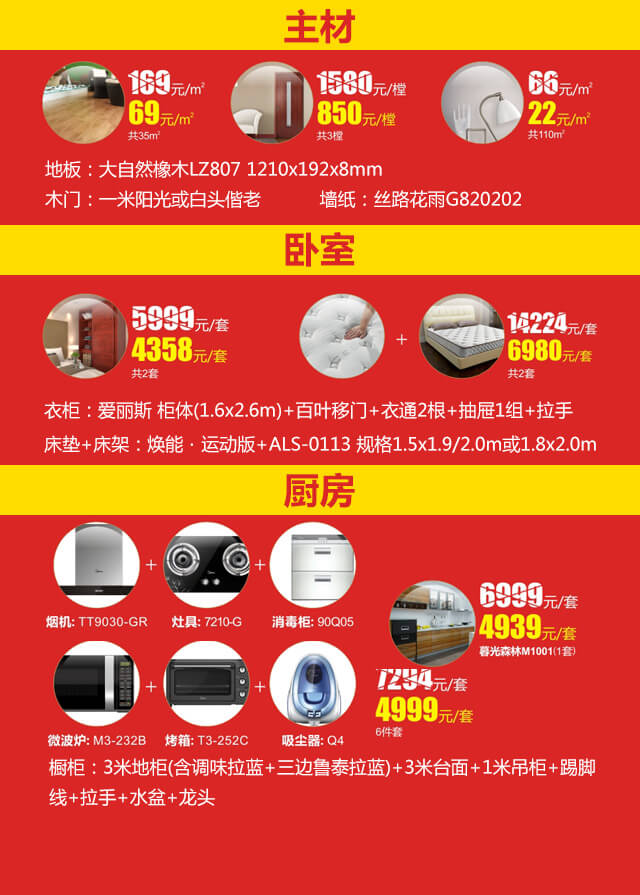 主材
169元/m²
69元/m²
共35m²
1580元/樘
850元/樘
共3樘
66元/m²
22元/m²
共110m²
地板：大自然橡木LZ807 1210x192x8mm
木门：一米阳光或白头偕老 墙纸：丝路花雨G820202
卧室
5999元/套
4358元/套
共2套
+
14224元/套
6980元/套
共2套
衣柜：爱丽斯 柜体(1.6x2.6m)+百叶移门+衣通2根+抽屉1组+拉手
床垫+床架：焕能·运动版+ALS-0113 规格1.5x1.9/2.0m或1.8x2.0m
厨房
+ +
烟机: TT9030-GR 灶具: 7210-G 消毒柜: 90Q05
6999元/套
4939元/套
暮光森林M1001(1套)
+ +
微波炉: M3-232B 烤箱: T3-252C 吸尘器: Q4
7294元/套
4999元/套
6件套
橱柜：3米地柜(含调味拉蓝+三边鲁泰拉蓝)+3米台面+1米吊柜+踢脚
线+拉手+水盆+龙头